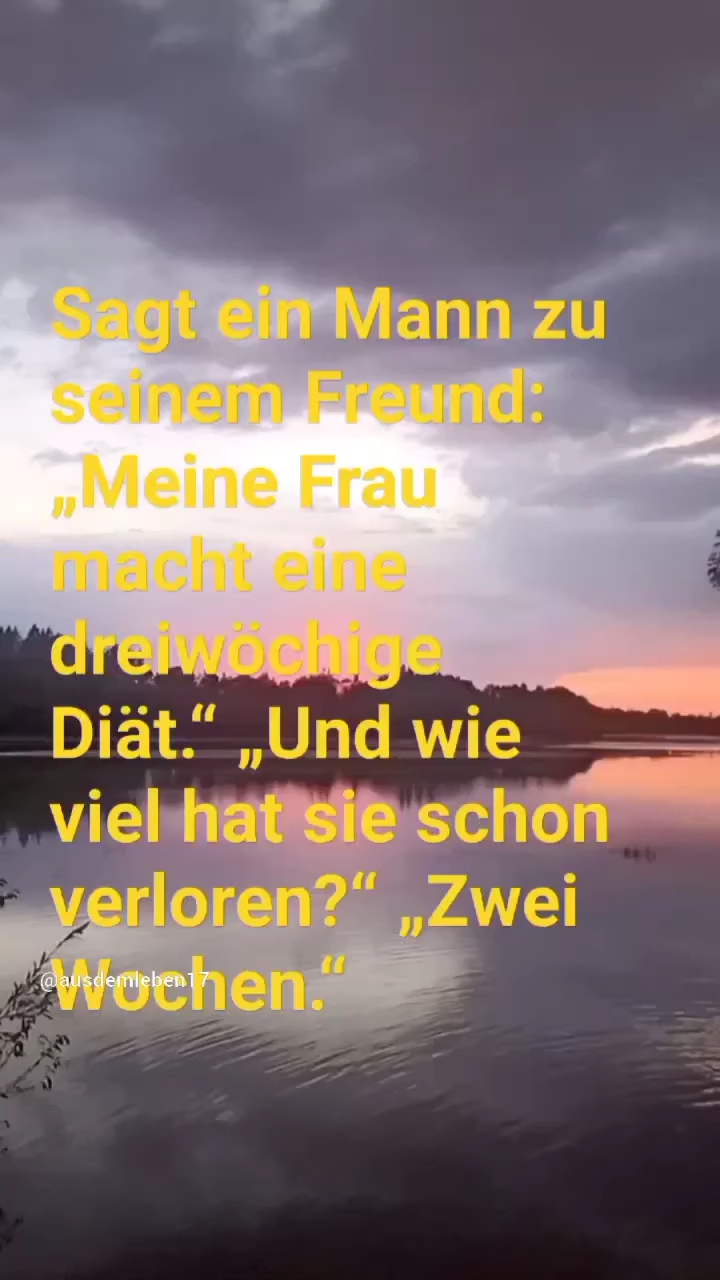 Sagt ein Mann zu
seinem Freund:
„Meine Frau
macht eine
dreiwöchige
Diät.“ „Und wie
viel hat sie schon
verloren?“ „Zwei
Wochen.“
@ausdemleben17